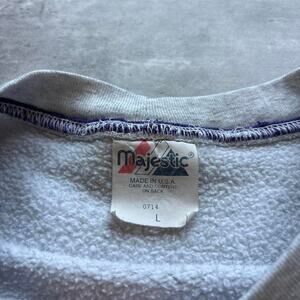 Majestic®
MADE IN U.S.A.
CARE AND CONTENT
ON BACK
0714
L